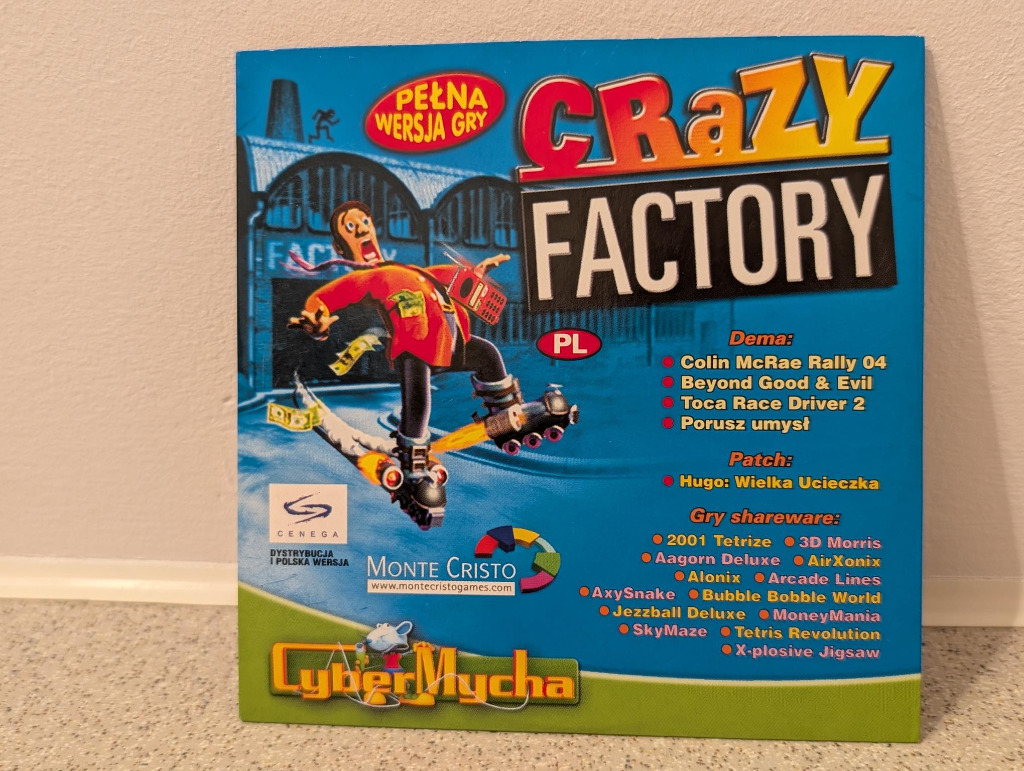 PEŁNA
WERSJA GRY
CRaZY
FACTORY
FACTORY
PL
Dema:
Colin McRae Rally 04
Beyond Good & Evil
Toca Race Driver 2
Porusz umysł
Patch:
Hugo: Wielka Ucieczka
Gry shareware:
2001 Tetrize 3D Morris
Aagorn Deluxe AirXonix
Alonix Arcade Lines
AxySnake Bubble Bobble World
Jezzball Deluxe MoneyMania
SkyMaze Tetris Revolution
X-plosive Jigsaw
CENEGA
DYSTRYBUCJA
I POLSKA WERSJA
MONTE CRISTO
www.montecristogames.com
CyberMycha